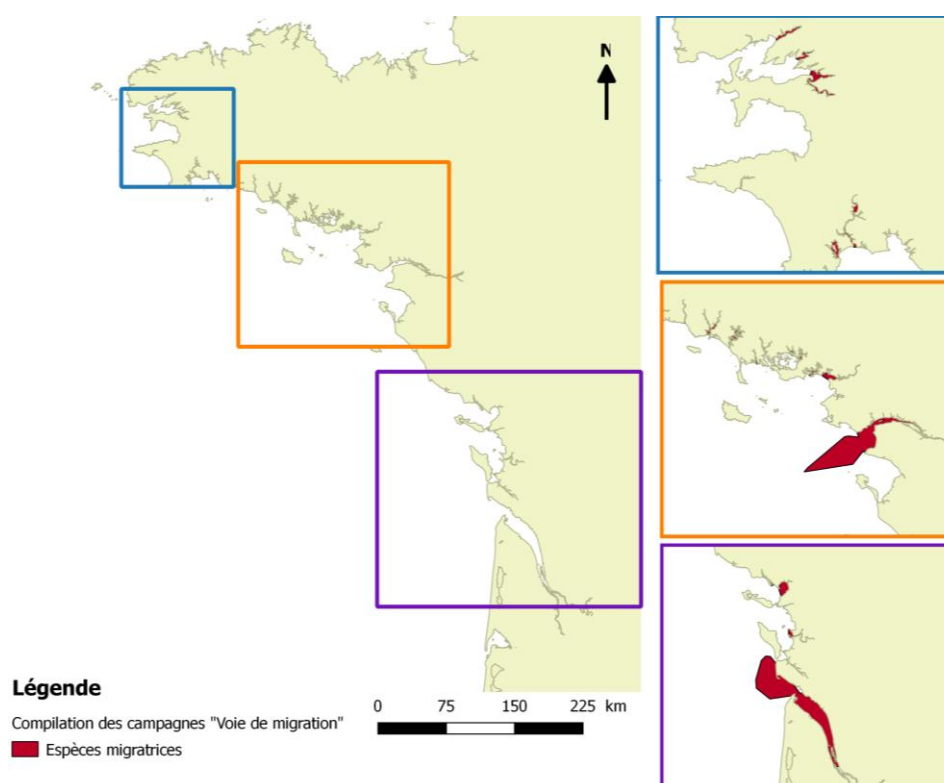 N
Légende
Compilation des campagnes "Voie de migration"
Espèces migratrices
0 75 150 225 km